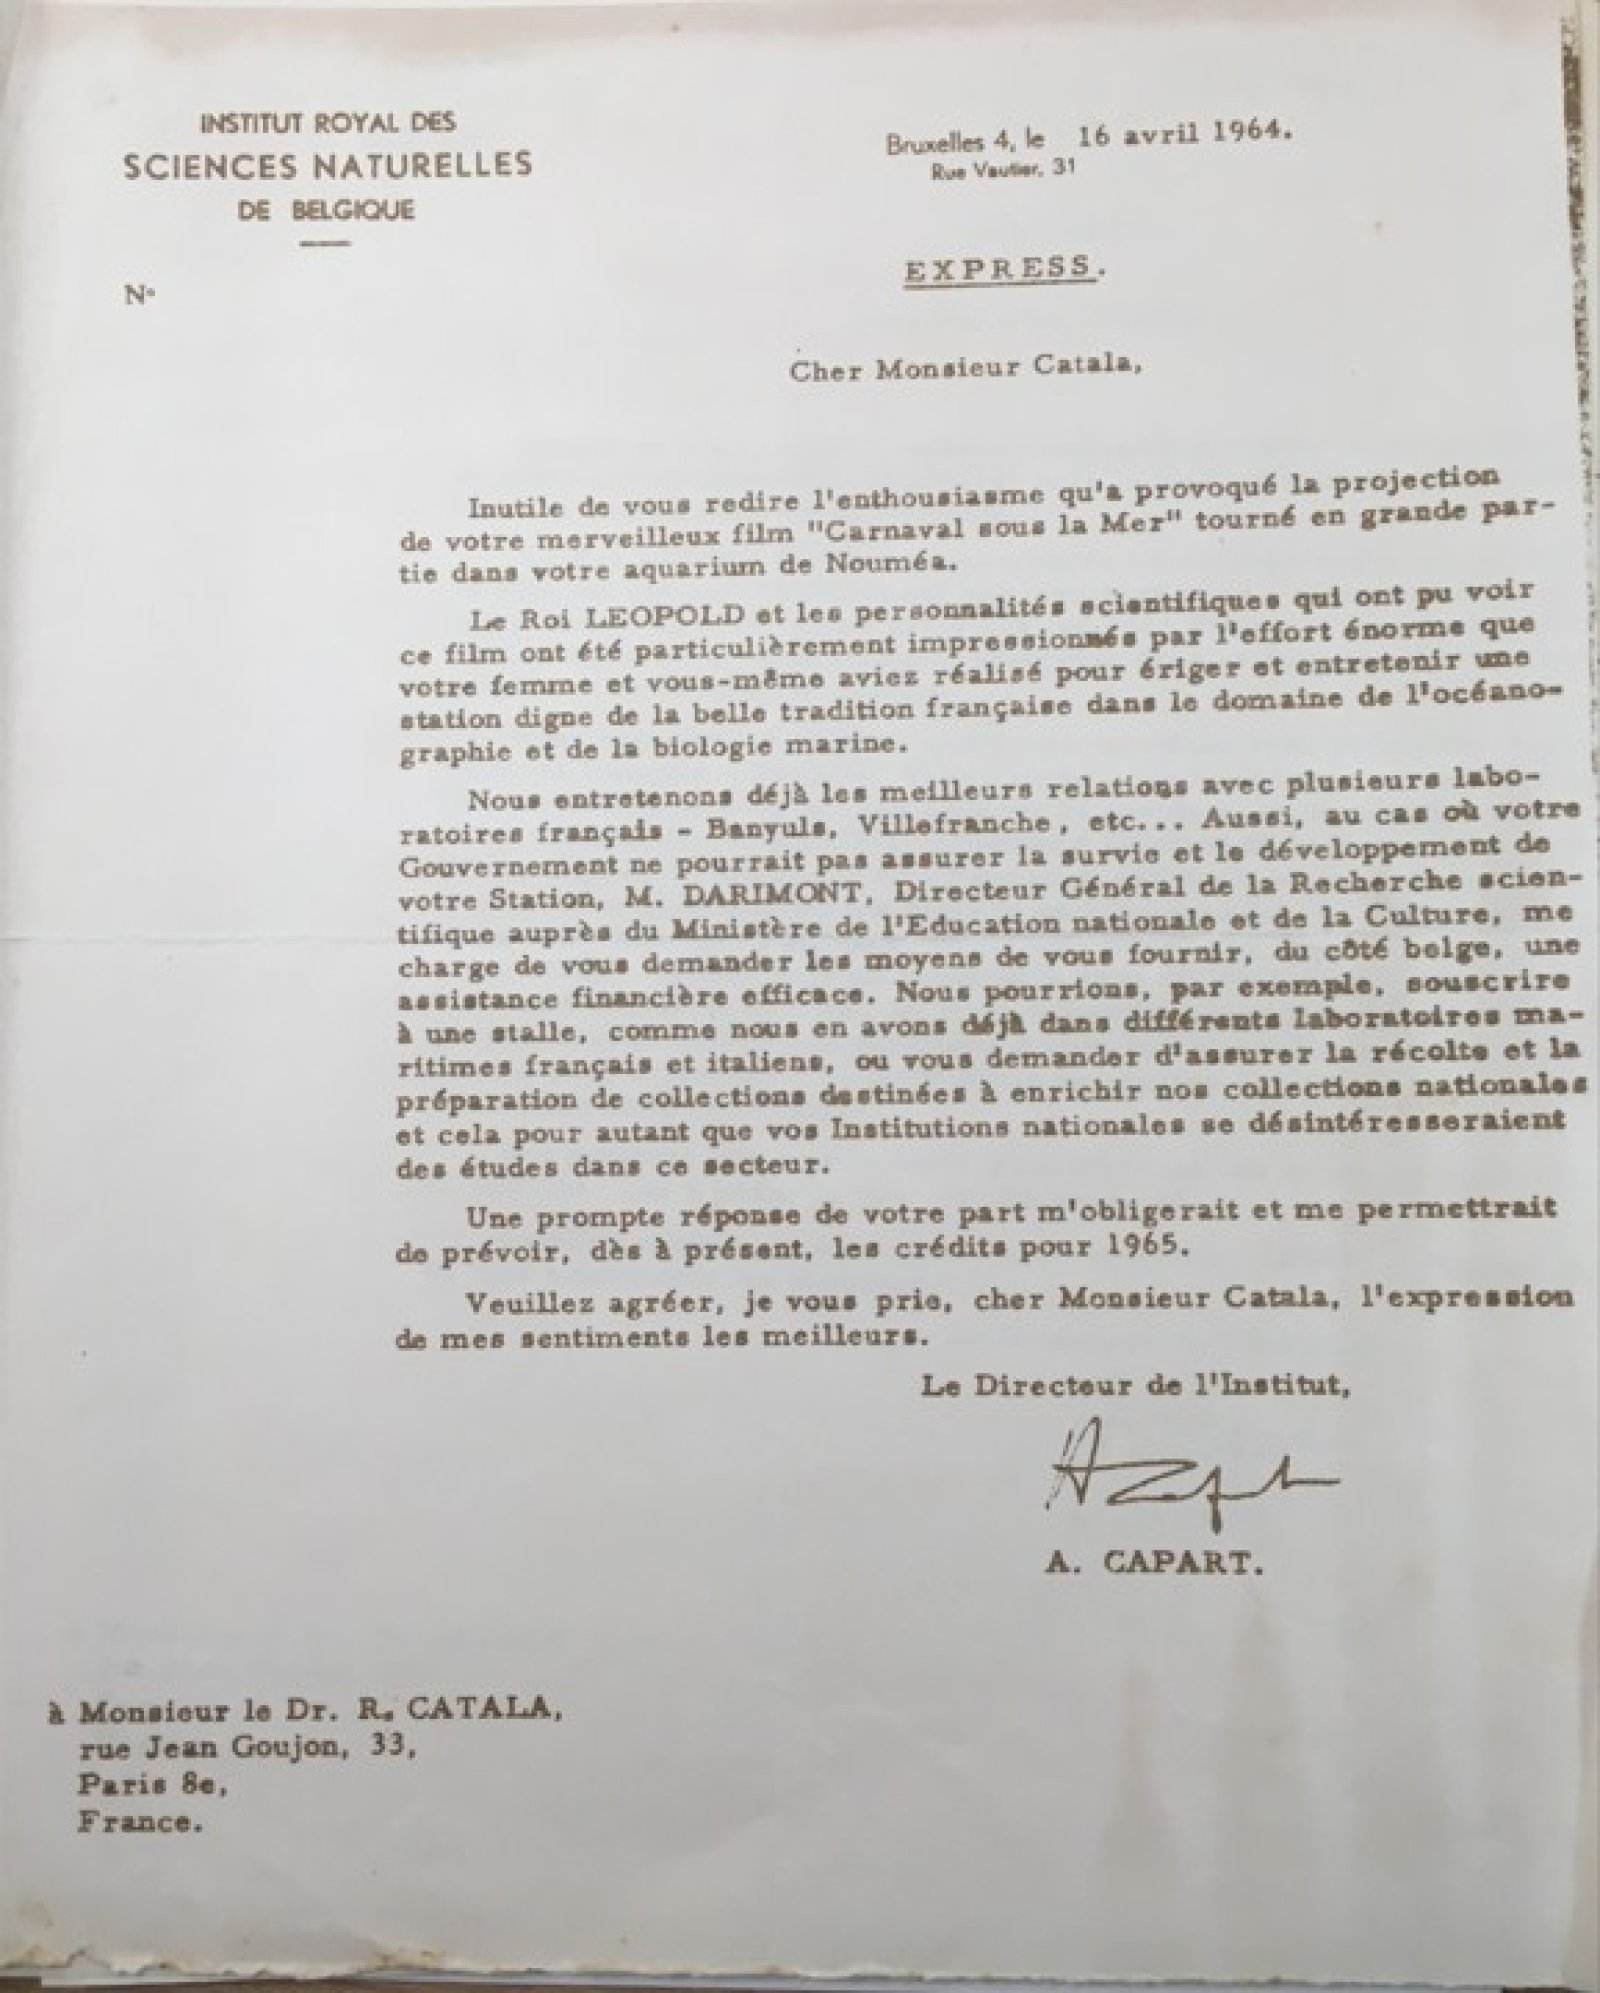 INSTITUT ROYAL DES
SCIENCES NATURELLES
DE BELGIQUE
N°
Bruxelles 4, le 16 avril 1964.
Rue Vautier, 31
EXPRESS.
Cher Monsieur Catala,
Inutile de vous redire l'enthousiasme qu'a provoqué la projection
de votre merveilleux film "Carnaval sous la Mer" tourné en grande par-
tie dans votre aquarium de Nouméa.
Le Roi LEOPOLD et les personnalités scientifiques qui ont pu voir
ce film ont été particulièrement impressionnés par l'effort énorme que
votre femme et vous-même aviez réalisé pour ériger et entretenir une
station digne de la belle tradition française dans le domaine de l'océano-
graphie et de la biologie marine.
Nous entretenons déjà les meilleurs relations avec plusieurs labo-
ratoires français - Banyuls, Villefranche, etc... Aussi, au cas où votre
Gouvernement ne pourrait pas assurer la survie et le développement de
votre Station, M. DARIMONT, Directeur Général de la Recherche scien-
tifique auprès du Ministère de l'Education nationale et de la Culture, me
charge de vous demander les moyens de vous fournir, du côté belge, une
assistance financière efficace. Nous pourrions, par exemple, souscrire
à une stalle, comme nous en avons déjà dans différents laboratoires ma-
ritimes français et italiens, ou vous demander d'assurer la récolte et la
préparation de collections destinées à enrichir nos collections nationales
et cela pour autant que vos Institutions nationales se désintéresseraient
des études dans ce secteur.
Une prompte réponse de votre part m'obligerait et me permettrait
de prévoir, dès à présent, les crédits pour 1965.
Veuillez agréer, je vous prie, cher Monsieur Catala, l'expression
de mes sentiments les meilleurs.
Le Directeur de l'Institut,
A. CAPART.
à Monsieur le Dr. R. CATALA,
rue Jean Goujon, 33,
Paris 8e,
France.